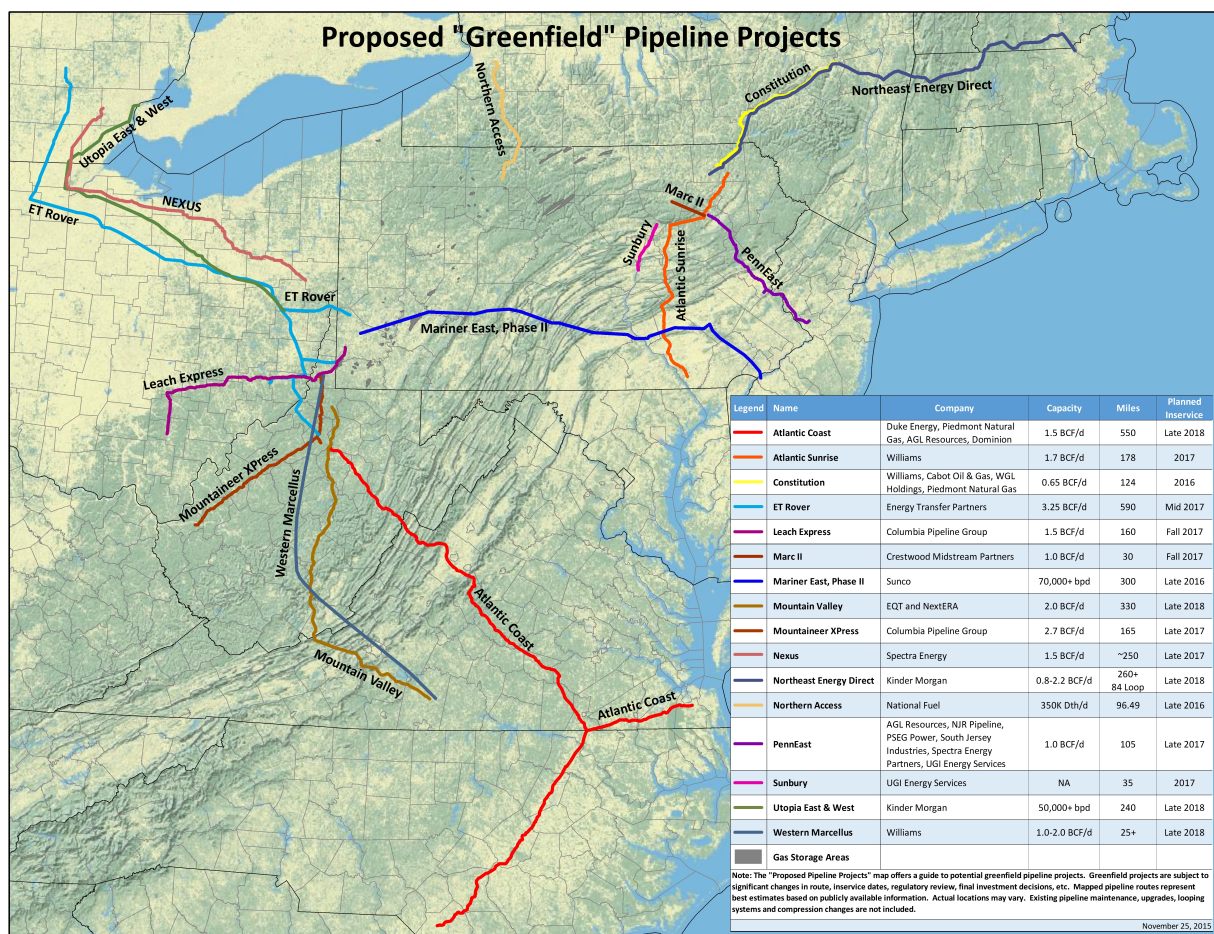 Proposed "Greenfield" Pipeline Projects
Northern Access
Constitution
Northeast Energy Direct
Utopia East & West
NEXUS
ET Rover
Marc II
Sunbury
Atlantic Sunrise
PennEast
ET Rover
Mariner East, Phase II
Leach Express
Mountaineer XPress
Western Marcellus
Atlantic Coast
Mountain Valley
Atlantic Coast
Legend Name Company Capacity Miles Planned
Inservice
Atlantic Coast Duke Energy, Piedmont Natural
Gas, AGL Resources, Dominion 1.5 BCF/d 550 Late 2018
Atlantic Sunrise Williams 1.7 BCF/d 178 2017
Constitution Williams, Cabot Oil & Gas, WGL
Holdings, Piedmont Natural Gas 0.65 BCF/d 124 2016
ET Rover Energy Transfer Partners 3.25 BCF/d 590 Mid 2017
Leach Express Columbia Pipeline Group 1.5 BCF/d 160 Fall 2017
Marc II Crestwood Midstream Partners 1.0 BCF/d 30 Fall 2017
Mariner East, Phase II Sunco 70,000+ bpd 300 Late 2016
Mountain Valley EQT and NextERA 2.0 BCF/d 330 Late 2018
Mountaineer XPress Columbia Pipeline Group 2.7 BCF/d 165 Late 2017
Nexus Spectra Energy 1.5 BCF/d ~250 Late 2017
Northeast Energy Direct Kinder Morgan 0.8-2.2 BCF/d 260+
84 Loop Late 2018
Northern Access National Fuel 350K Dth/d 96.49 Late 2016
PennEast AGL Resources, NJR Pipeline,
PSEG Power, South Jersey
Industries, Spectra Energy
Partners, UGI Energy Services 1.0 BCF/d 105 Late 2017
Sunbury UGI Energy Services NA 35 2017
Utopia East & West Kinder Morgan 50,000+ bpd 240 Late 2018
Western Marcellus Williams 1.0-2.0 BCF/d 25+ Late 2018
Gas Storage Areas
Note: The "Proposed Pipeline Projects" map offers a guide to potential greenfield pipeline projects. Greenfield projects are subject to
significant changes in route, inservice dates, regulatory review, final investment decisions, etc. Mapped pipeline routes represent
best estimates based on publicly available information. Actual locations may vary. Existing pipeline maintenance, upgrades, looping
systems and compression changes are not included.
November 25, 2015